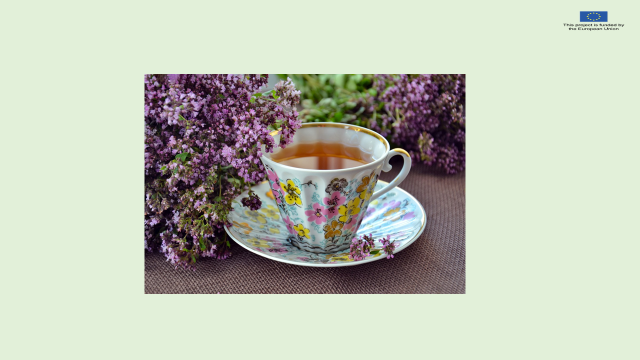 This project is funded by
the European Union